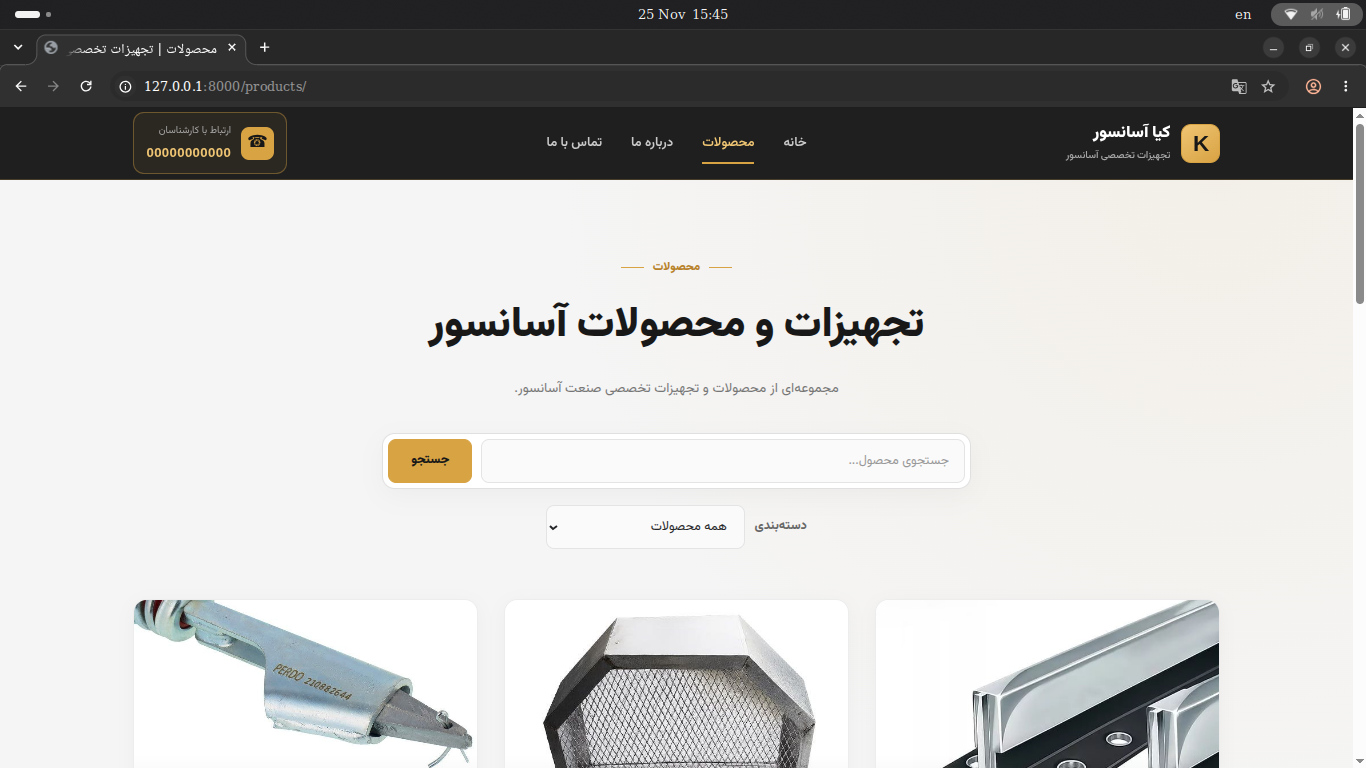 25 Nov 15:45
en
محصولات | تجهیزات تخصصی
127.0.0.1:8000/products/
K
کیا آسانسور
تجهیزات تخصصی آسانسور
خانه
محصولات
درباره ما
تماس با ما
ارتباط با کارشناسان
00000000000
محصولات
تجهیزات و محصولات آسانسور
مجموعه‌ای از محصولات و تجهیزات تخصصی صنعت آسانسور.
جستجوی محصول...
جستجو
دسته‌بندی
همه محصولات
PERDO 210882644